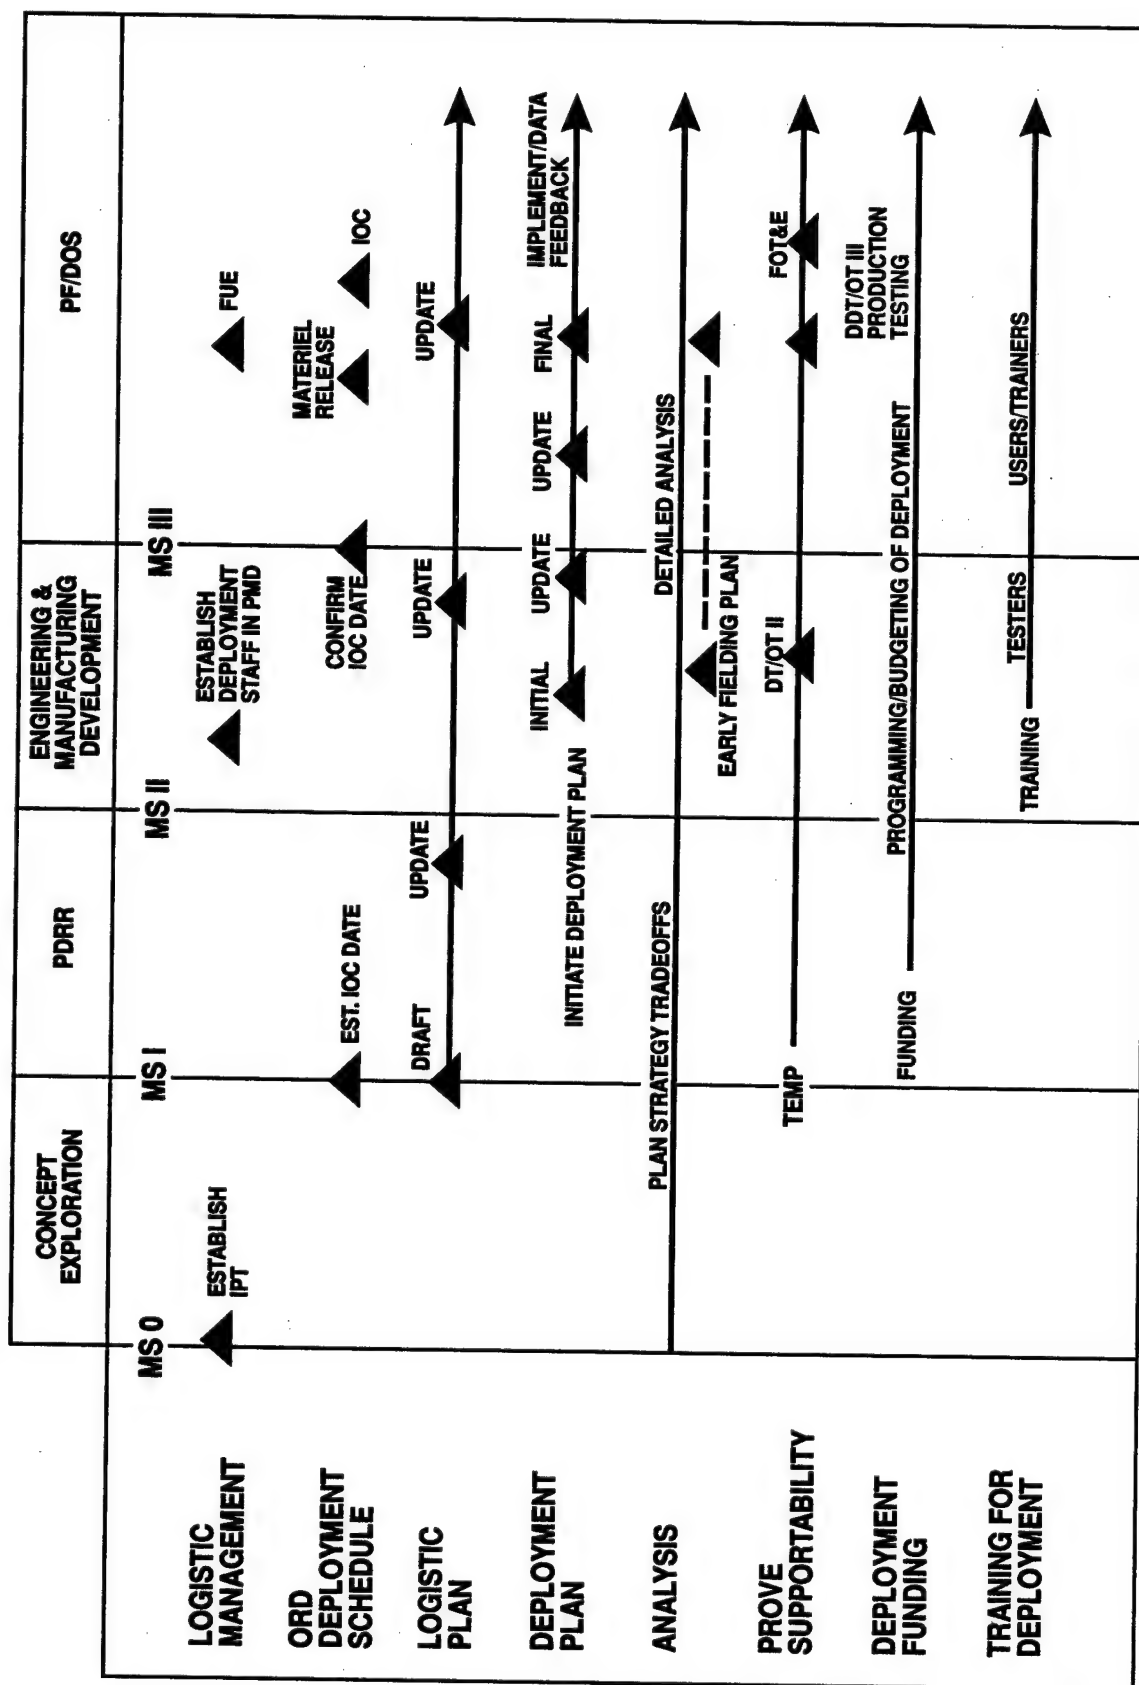 CONCEPT
EXPLORATION
PDRR
ENGINEERING &
MANUFACTURING
DEVELOPMENT
PF/DOS
MS 0
MS I
MS II
MS III
LOGISTIC
MANAGEMENT
ESTABLISH
IPT
ESTABLISH
DEPLOYMENT
STAFF IN PMD
FUE
ORD
DEPLOYMENT
SCHEDULE
EST. IOC DATE
CONFIRM
IOC DATE
MATERIEL
RELEASE
IOC
LOGISTIC
PLAN
DRAFT
UPDATE
UPDATE
UPDATE
DEPLOYMENT
PLAN
INITIATE DEPLOYMENT PLAN
INITIAL
UPDATE
UPDATE
FINAL
IMPLEMENT/DATA
FEEDBACK
ANALYSIS
PLAN STRATEGY TRADEOFFS
DETAILED ANALYSIS
EARLY FIELDING PLAN
PROVE
SUPPORTABILITY
TEMP
DT/OT II
FOT&E
DDT/OT III
PRODUCTION
TESTING
DEPLOYMENT
FUNDING
FUNDING
PROGRAMMING/BUDGETING OF DEPLOYMENT
TRAINING FOR
DEPLOYMENT
TRAINING
TESTERS
USERS/TRAINERS